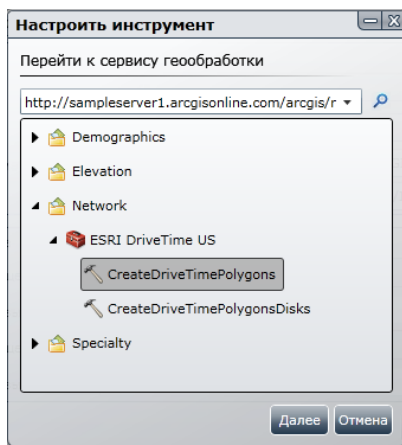 Настроить инструмент
Перейти к сервису геообработки
http://sampleserver1.arcgisonline.com/arcgis/r
Demographics
Elevation
Network
ESRI DriveTime US
CreateDriveTimePolygons
CreateDriveTimePolygonsDisks
Specialty
Далее Отмена